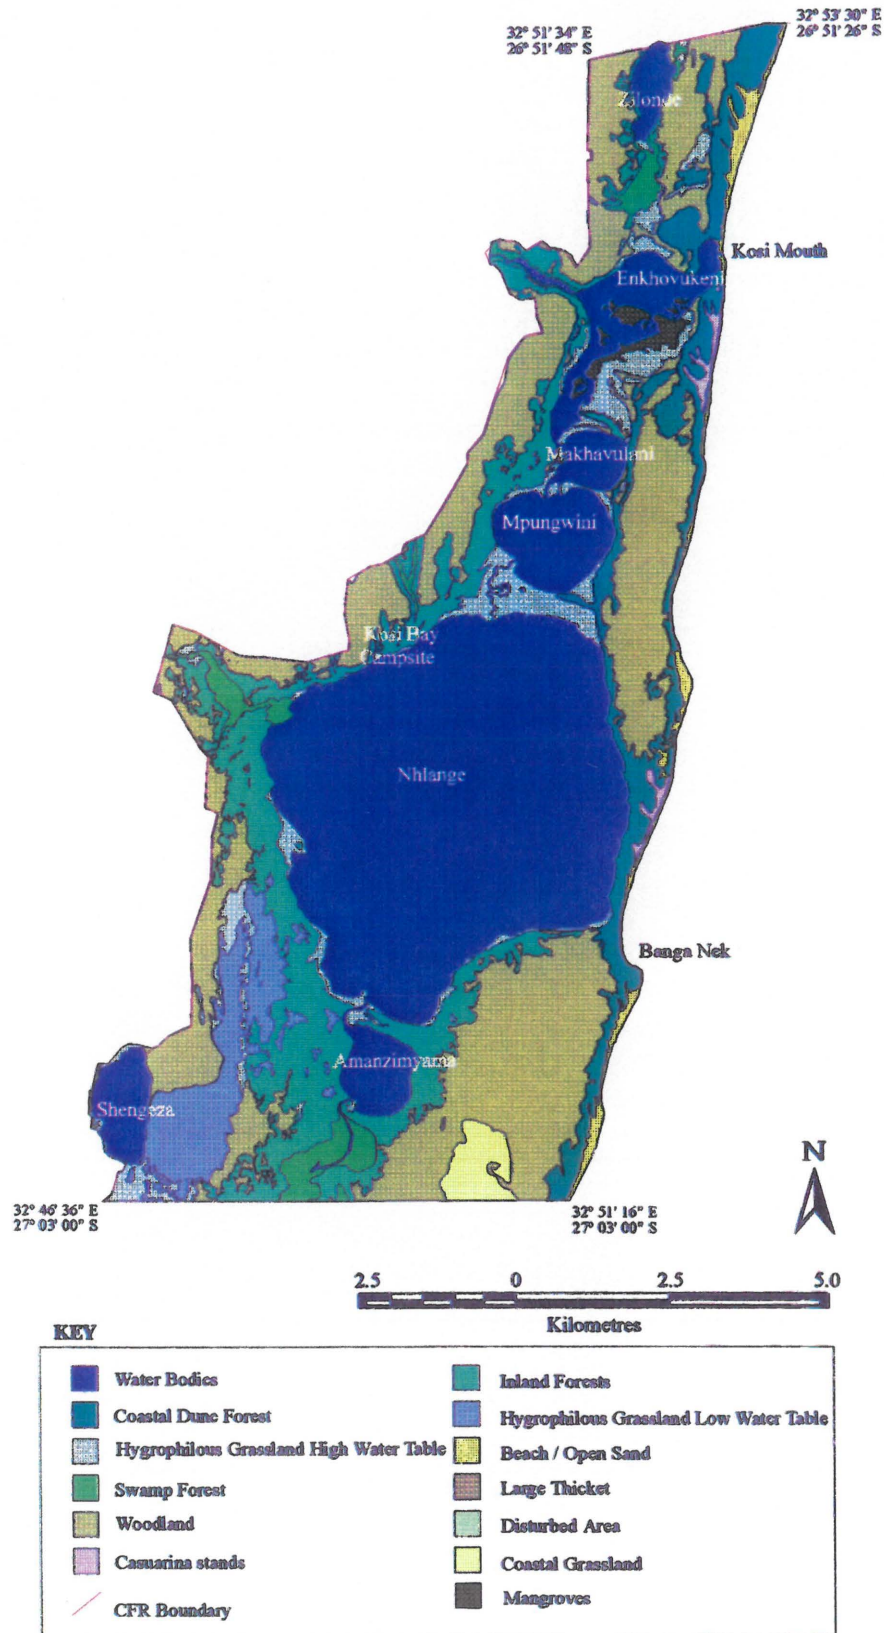 32° 53' 30" E
26° 51' 26" S
32° 51' 34" E
26° 51' 48" S
Zilonde
Kosi Mouth
Enkhovukeni
Makhavulani
Mpungwini
Kosi Bay
Campsite
Nhlange
Banga Nek
Amanzimyama
Shengeza
N
32° 46' 36" E
27° 03' 00" S
32° 51' 16" E
27° 03' 00" S
2.5 0 2.5 5.0
Kilometres
KEY
Water Bodies
Coastal Dune Forest
Hygrophilous Grassland High Water Table
Swamp Forest
Woodland
Casuarina stands
CFR Boundary
Inland Forests
Hygrophilous Grassland Low Water Table
Beach / Open Sand
Large Thicket
Disturbed Area
Coastal Grassland
Mangroves